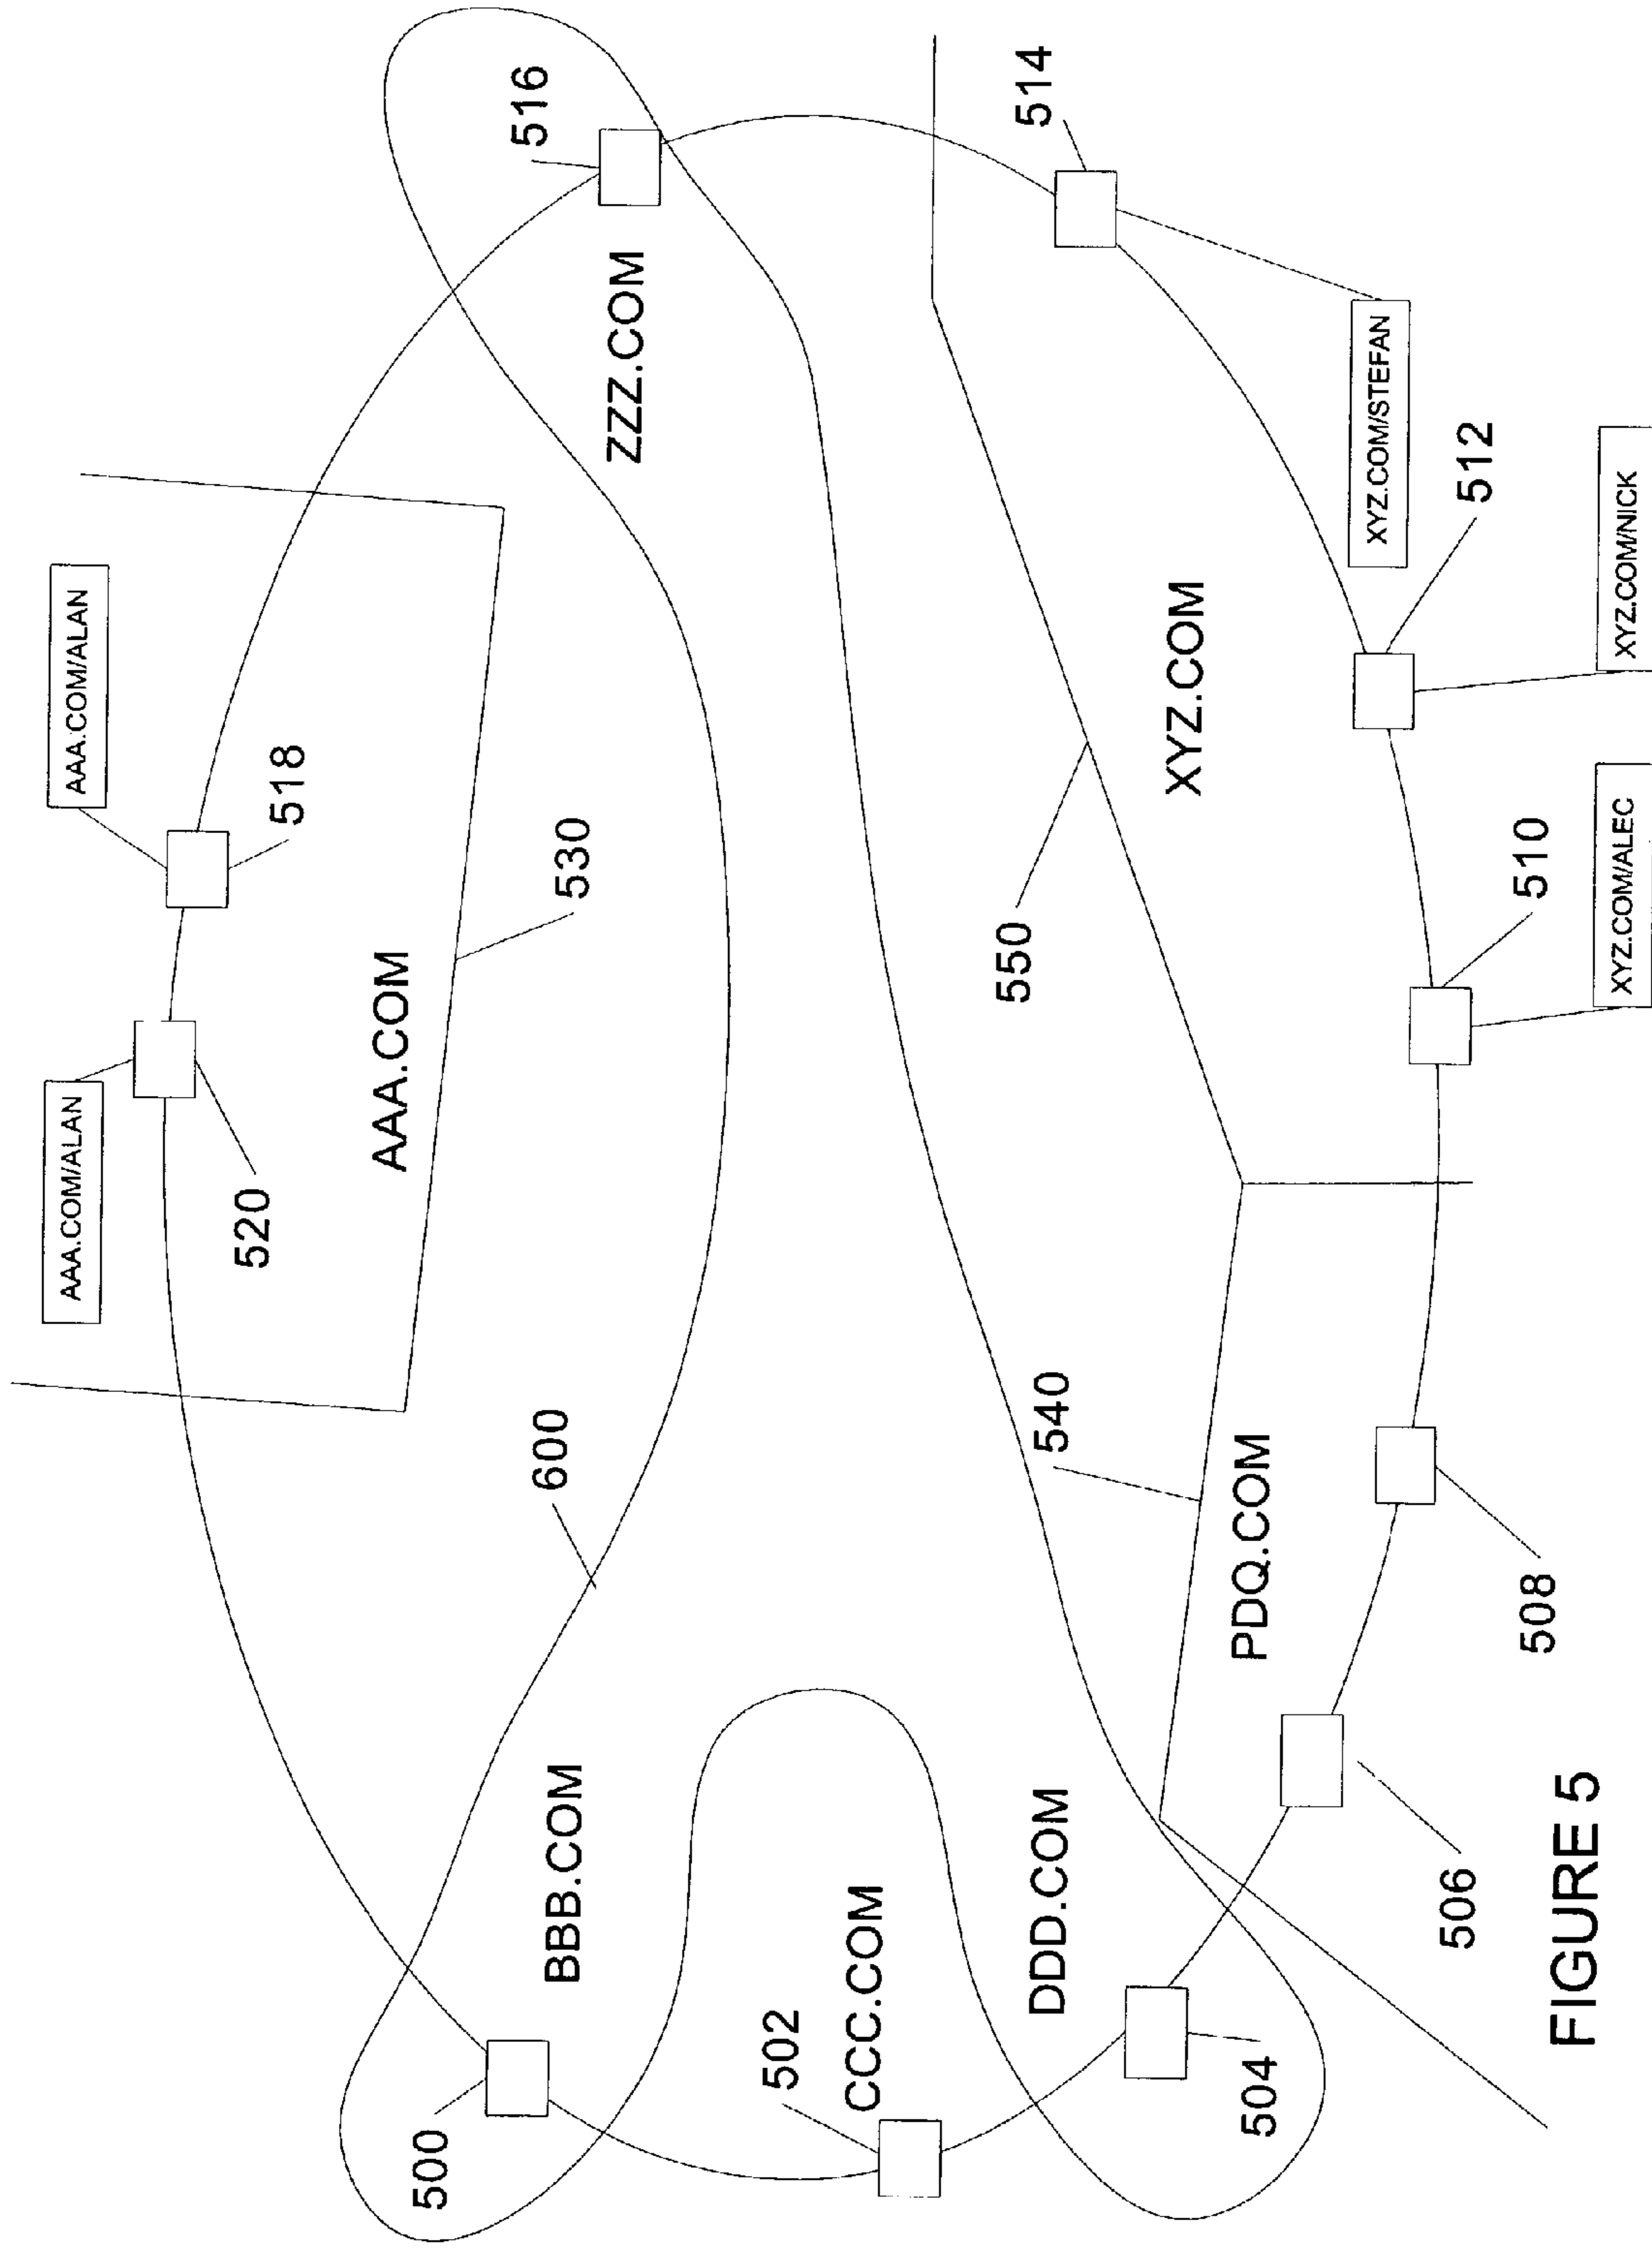 AAA.COM/ALAN
AAA.COM/ALAN
520
518
AAA.COM
530
516
ZZZ.COM
600
500
BBB.COM
502
CCC.COM
DDD.COM
504
540
PDQ.COM
550
XYZ.COM
514
XYZ.COM/STEFAN
512
XYZ.COM/NICK
510
XYZ.COM/ALEC
508
506
FIGURE 5